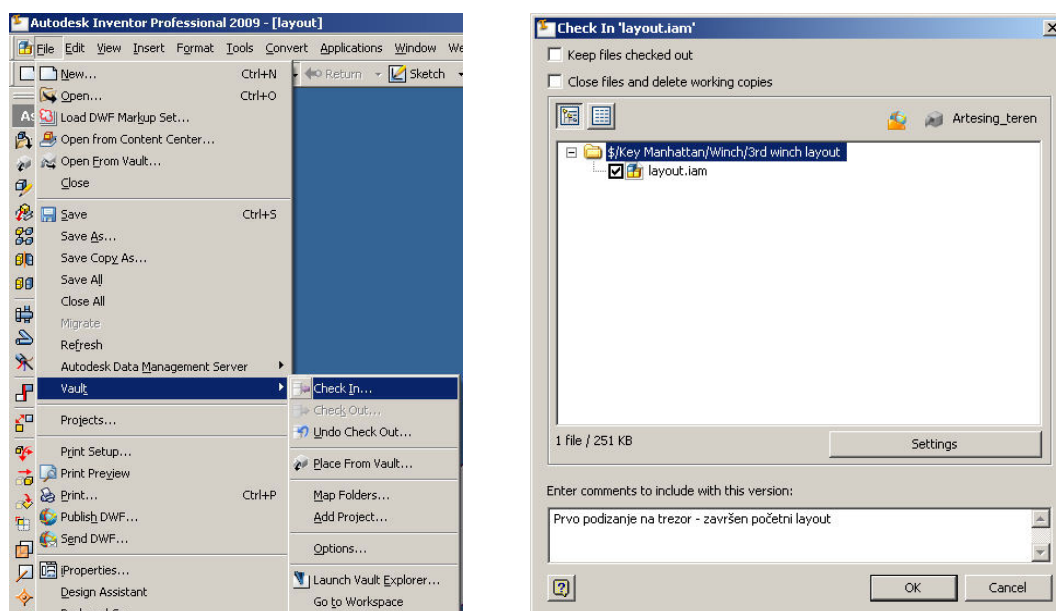 Autodesk Inventor Professional 2009 - [layout]
File Edit View Insert Format Tools Convert Applications Window We
Return Sketch
New... Ctrl+N
Open... Ctrl+O
Load DWF Markup Set...
Open from Content Center...
Open From Vault...
Close
Save Ctrl+S
Save As...
Save Copy As...
Save All
Close All
Migrate
Refresh
Autodesk Data Management Server
Vault
Projects...
Print Setup...
Print Preview
Print... Ctrl+P
Publish DWF...
Send DWF...
iProperties...
Design Assistant
Check In...
Check Out...
Undo Check Out...
Place From Vault...
Map Folders...
Add Project...
Options...
Launch Vault Explorer...
Go to Workspace
Check In 'layout.iam'
Keep files checked out
Close files and delete working copies
Artesing_teren
$/Key Manhattan/Winch/3rd winch layout
layout.iam
1 file / 251 KB
Settings
Enter comments to include with this version:
Prvo podizanje na trezor - završen početni layout
OK Cancel